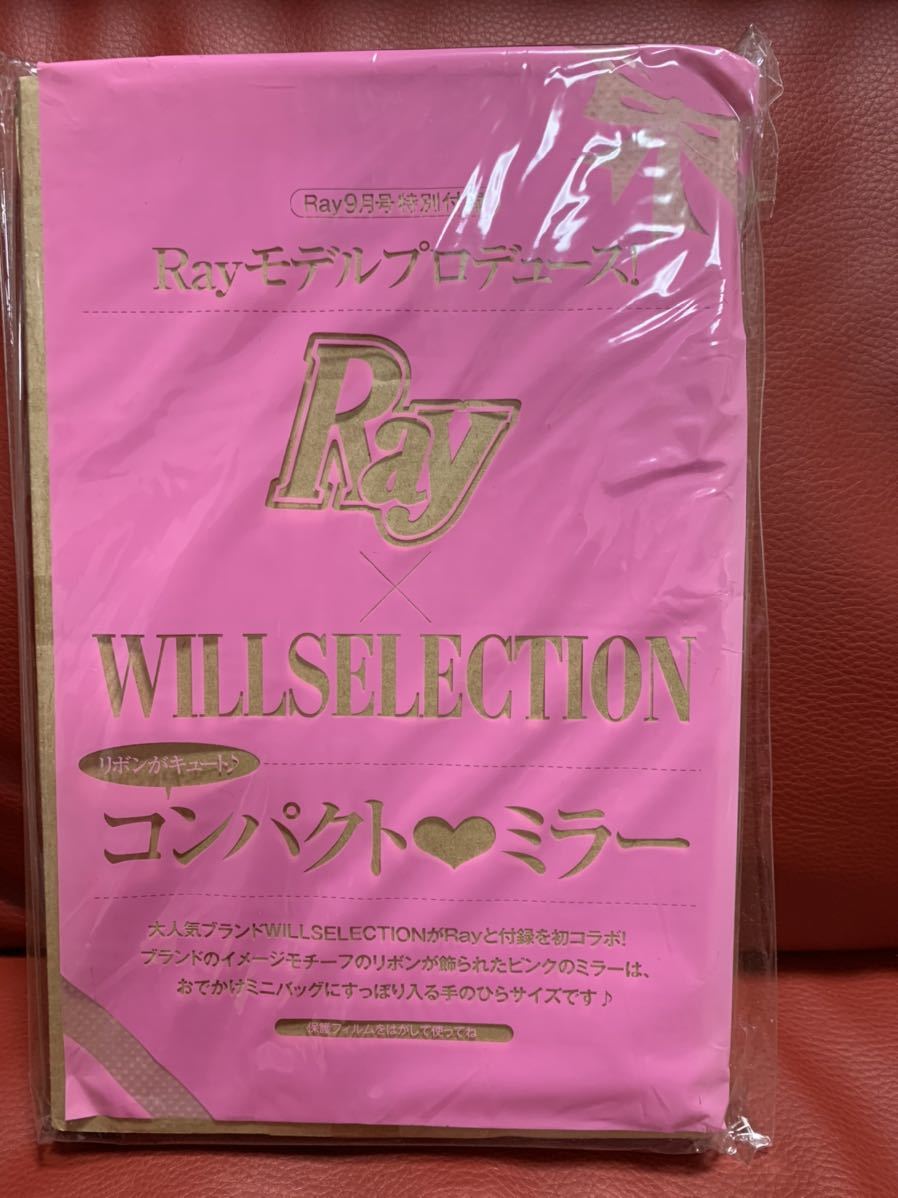 Ray9月号特別付録
Rayモデルプロデュース!
Ray
×
WILLSELECTION
リボンがキュート♪
コンパクト♥ミラー
大人気ブランドWILLSELECTIONがRayと付録を初コラボ!
ブランドのイメージモチーフのリボンが飾られたピンクのミラーは、
おでかけミニバッグにすっぽり入る手のひらサイズです♪
保護フィルムをはがして使ってね